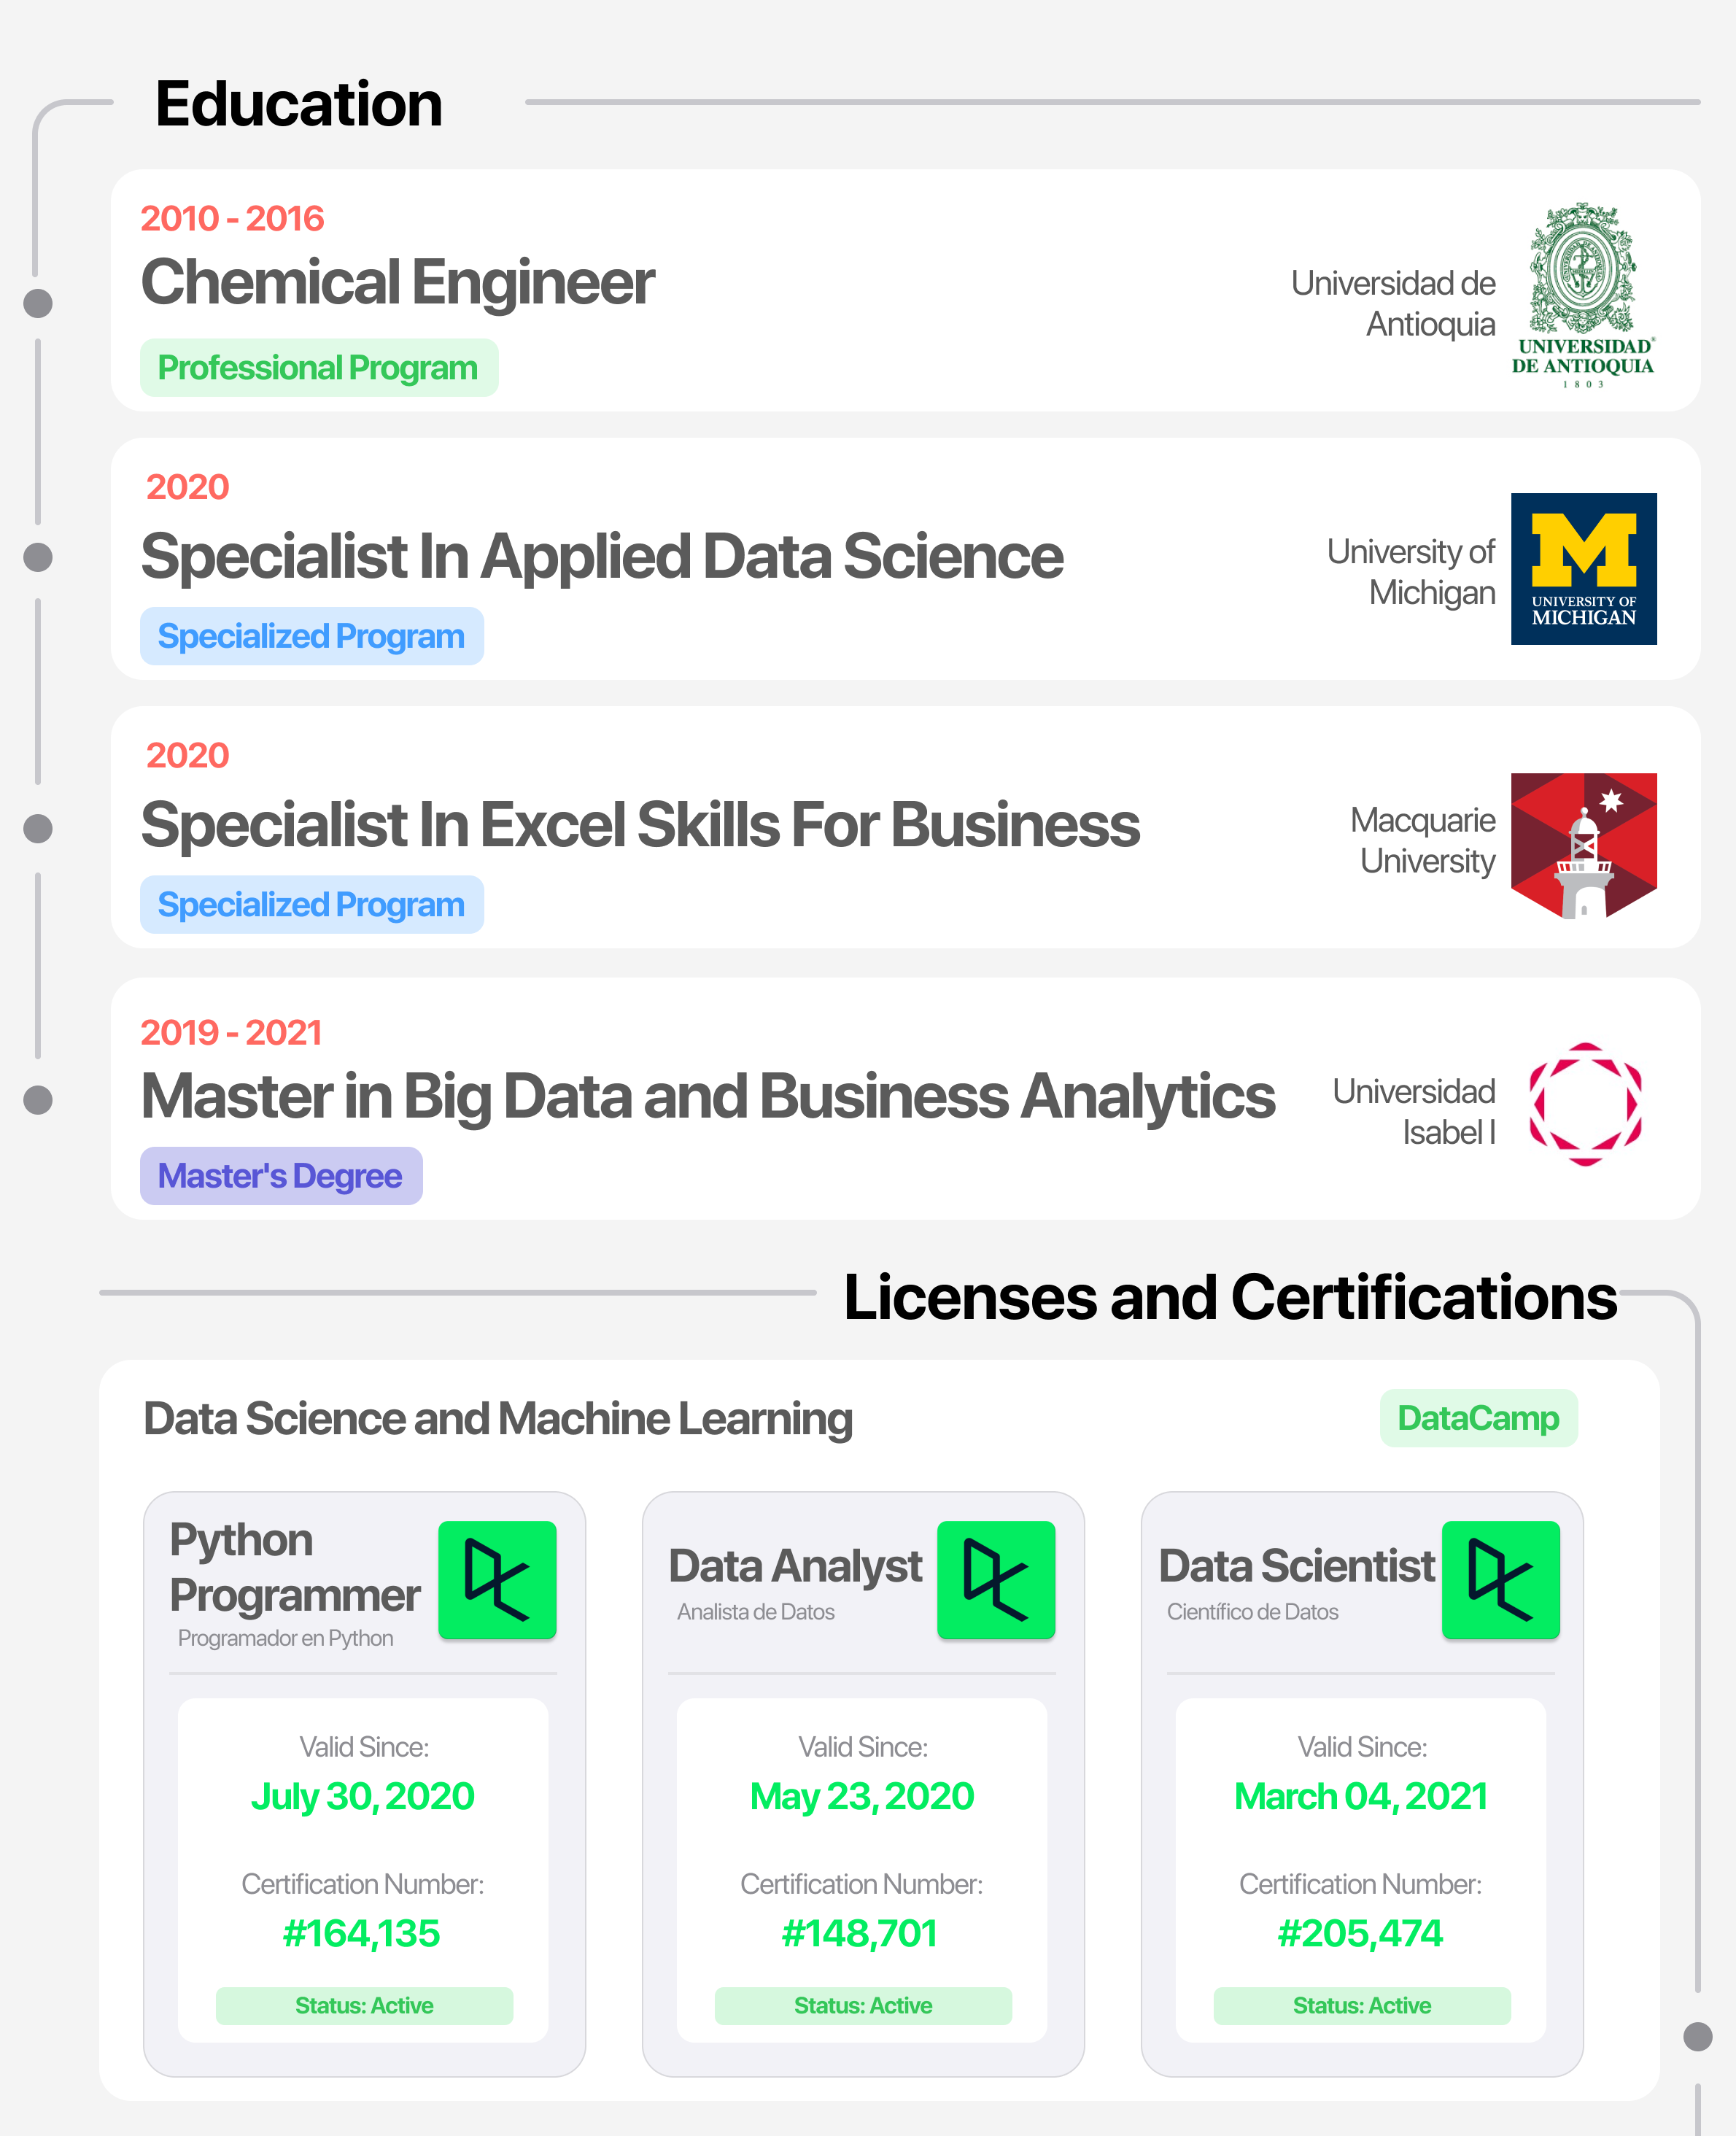 Education
2010 - 2016
Chemical Engineer
Professional Program
Universidad de
Antioquia
UNIVERSIDAD
DE ANTIOQUIA
1803
2020
Specialist In Applied Data Science
Specialized Program
University of
Michigan
UNIVERSITY OF
MICHIGAN
2020
Specialist In Excel Skills For Business
Specialized Program
Macquarie
University
2019 - 2021
Master in Big Data and Business Analytics
Master's Degree
Universidad
Isabel I
Licenses and Certifications
Data Science and Machine Learning
DataCamp
Python
Programmer
Programador en Python
Valid Since:
July 30, 2020
Certification Number:
#164,135
Status: Active
Data Analyst
Analista de Datos
Valid Since:
May 23, 2020
Certification Number:
#148,701
Status: Active
Data Scientist
Científico de Datos
Valid Since:
March 04, 2021
Certification Number:
#205,474
Status: Active